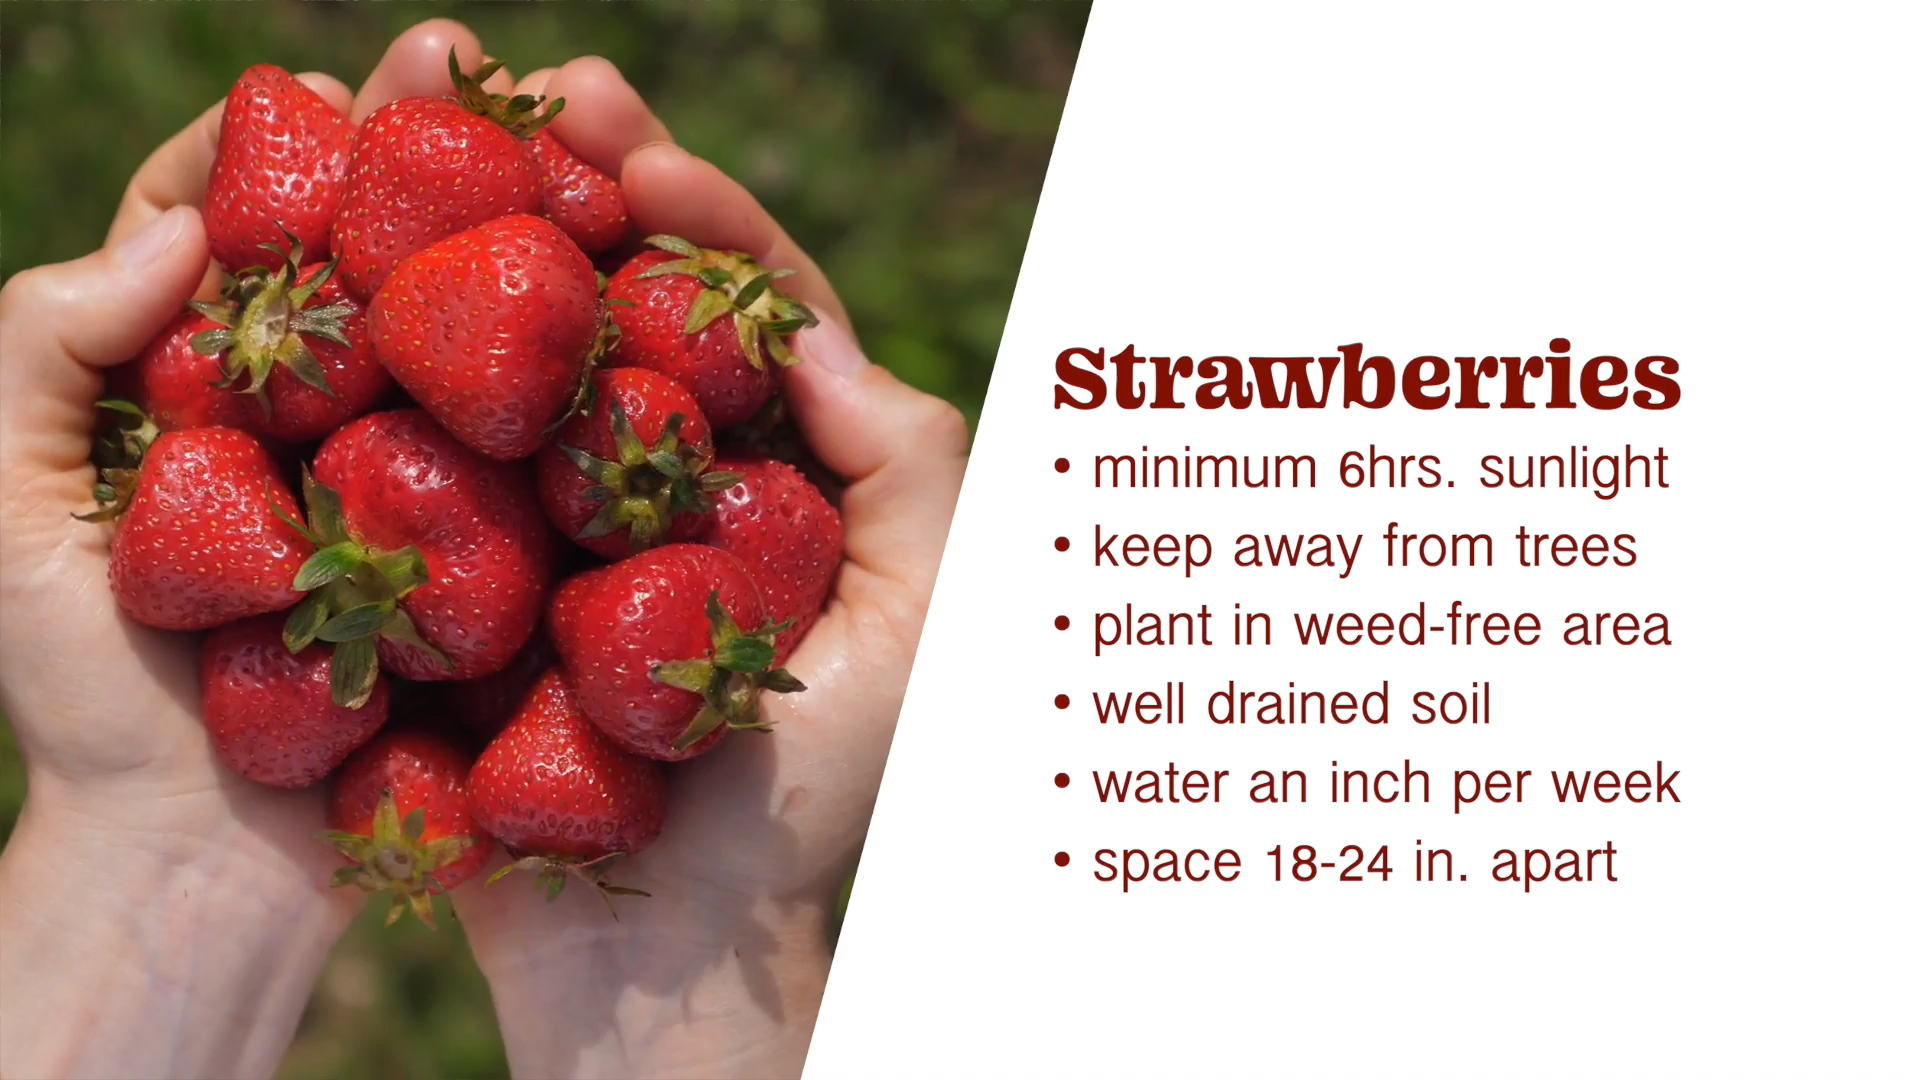 Strawberries
• minimum 6hrs. sunlight
• keep away from trees
• plant in weed-free area
• well drained soil
• water an inch per week
• space 18-24 in. apart